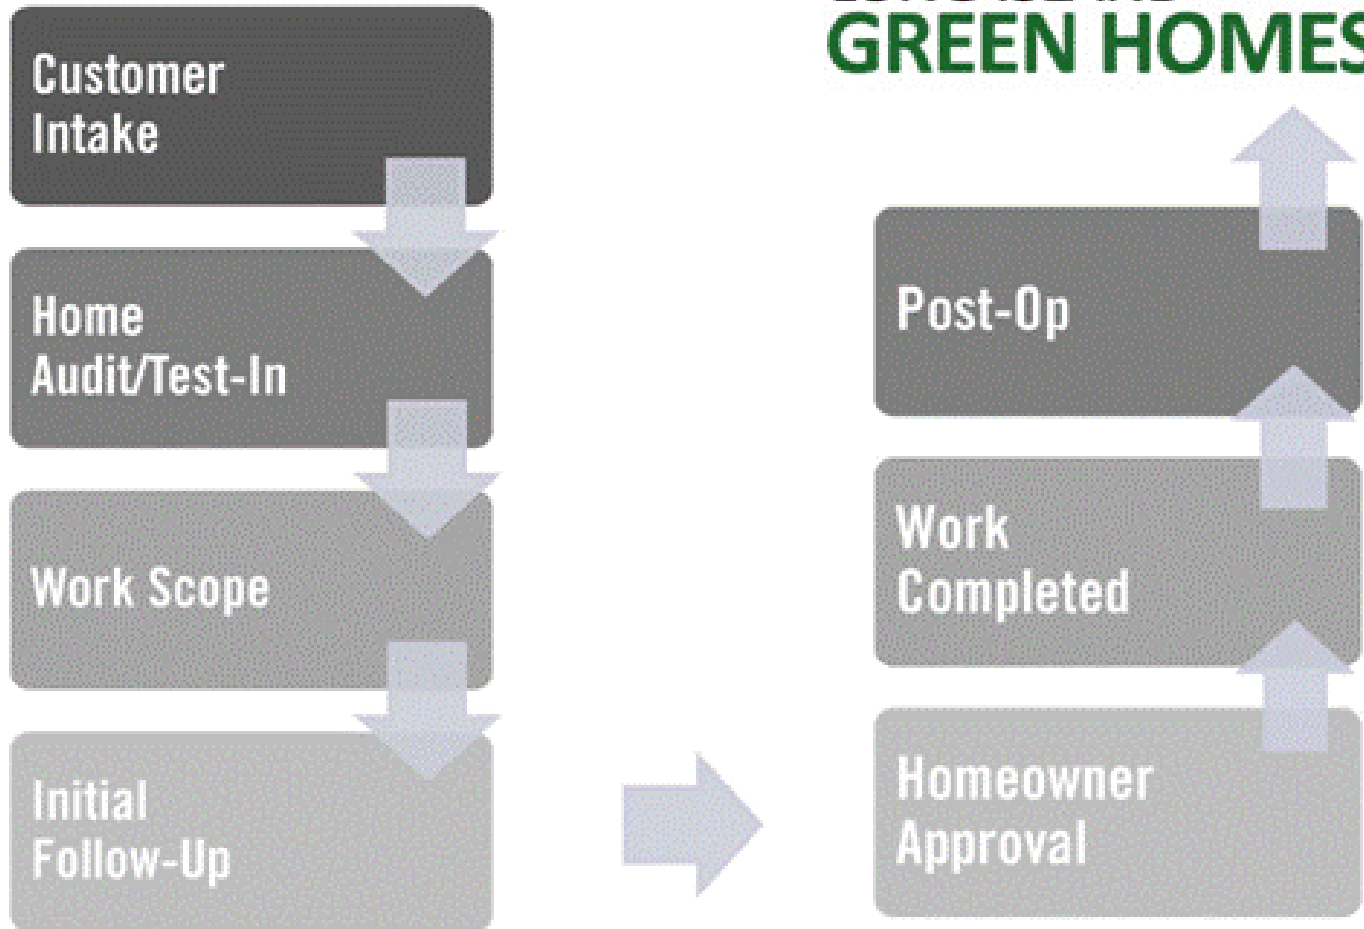 Customer
Intake
Home
Audit/Test-In
Work Scope
Initial
Follow-Up
GREEN HOMES
Post-Op
Work
Completed
Homeowner
Approval